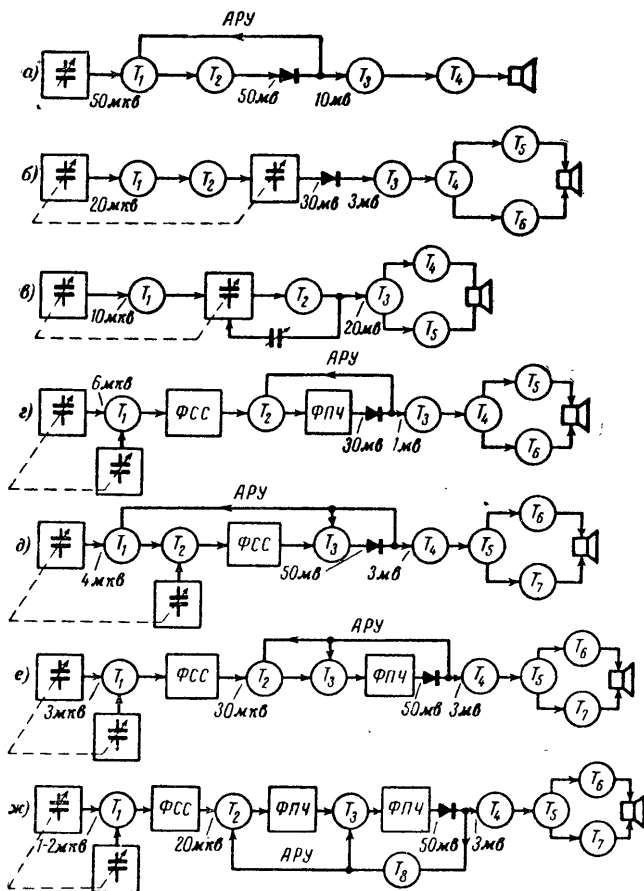 АРУ
а) T1 T2 T3 T4
50мкв 50мв 10мв
T5
б) T1 T2 T3 T4
20мкв 30мв 3мв
T6
T4
в) T1 T2 T3
10мкв 20мв
T5
АРУ
6мкв T5
г) T1 ФСС T2 ФПЧ T3 T4
30мв 1мв
T6
АРУ
T6
д) T1 T2 ФСС T3 T4 T5
4мкв 50мв 3мв
T7
АРУ
T6
е) T1 ФСС T2 T3 ФПЧ T4 T5
3мкв 30мкв 50мв 3мв
T7
T6
ж) T1 ФСС T2 ФПЧ T3 ФПЧ T4 T5
1-2мкв 20мкв 50мв 3мв
T7
АРУ T8